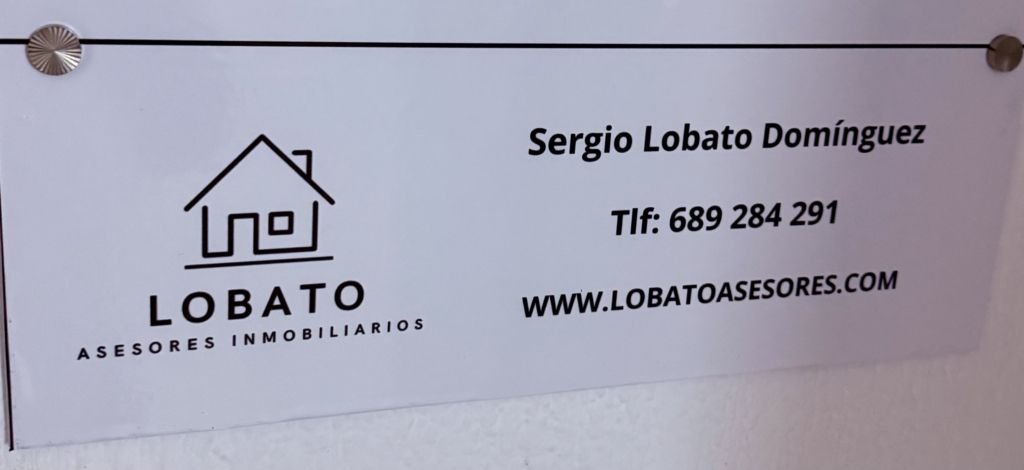 LOBATO
ASESORES INMOBILIARIOS
Sergio Lobato Domínguez
Tlf: 689 284 291
WWW.LOBATOASESORES.COM